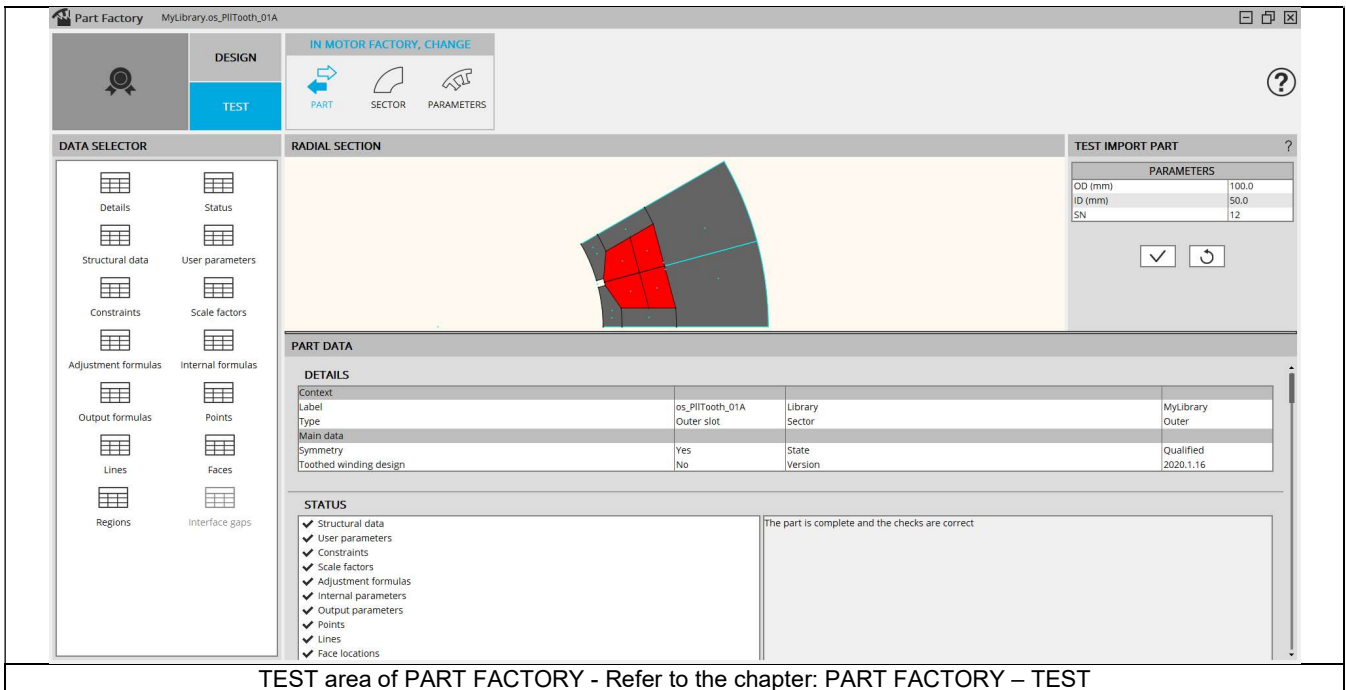 Part Factory MyLibrary.os_PllTooth_01A
DESIGN
TEST
IN MOTOR FACTORY, CHANGE
PART SECTOR PARAMETERS
?
DATA SELECTOR
Details Status
Structural data User parameters
Constraints Scale factors
Adjustment formulas Internal formulas
Output formulas Points
Lines Faces
Regions Interface gaps
RADIAL SECTION
TEST IMPORT PART ?
PARAMETERS
OD (mm) 100.0
ID (mm) 50.0
SN 12
PART DATA
DETAILS
Context
Label os_PllTooth_01A Library MyLibrary
Type Outer slot Sector Outer
Main data
Symmetry Yes State Qualified
Toothed winding design No Version 2020.1.16
STATUS
Structural data
User parameters
Constraints
Scale factors
Adjustment formulas
Internal parameters
Output parameters
Points
Lines
Face locations
The part is complete and the checks are correct
TEST area of PART FACTORY - Refer to the chapter: PART FACTORY – TEST